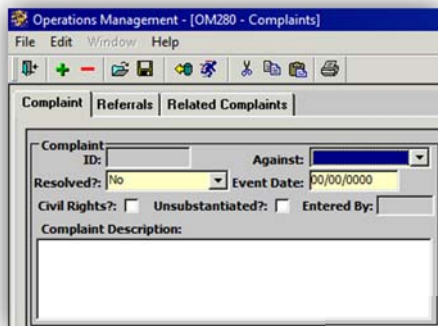 Operations Management - [OM280 - Complaints]
File Edit Window Help
Complaint Referrals Related Complaints
Complaint
ID: Against:
Resolved?: No Event Date: 00/00/0000
Civil Rights?: Unsubstantiated?: Entered By:
Complaint Description: